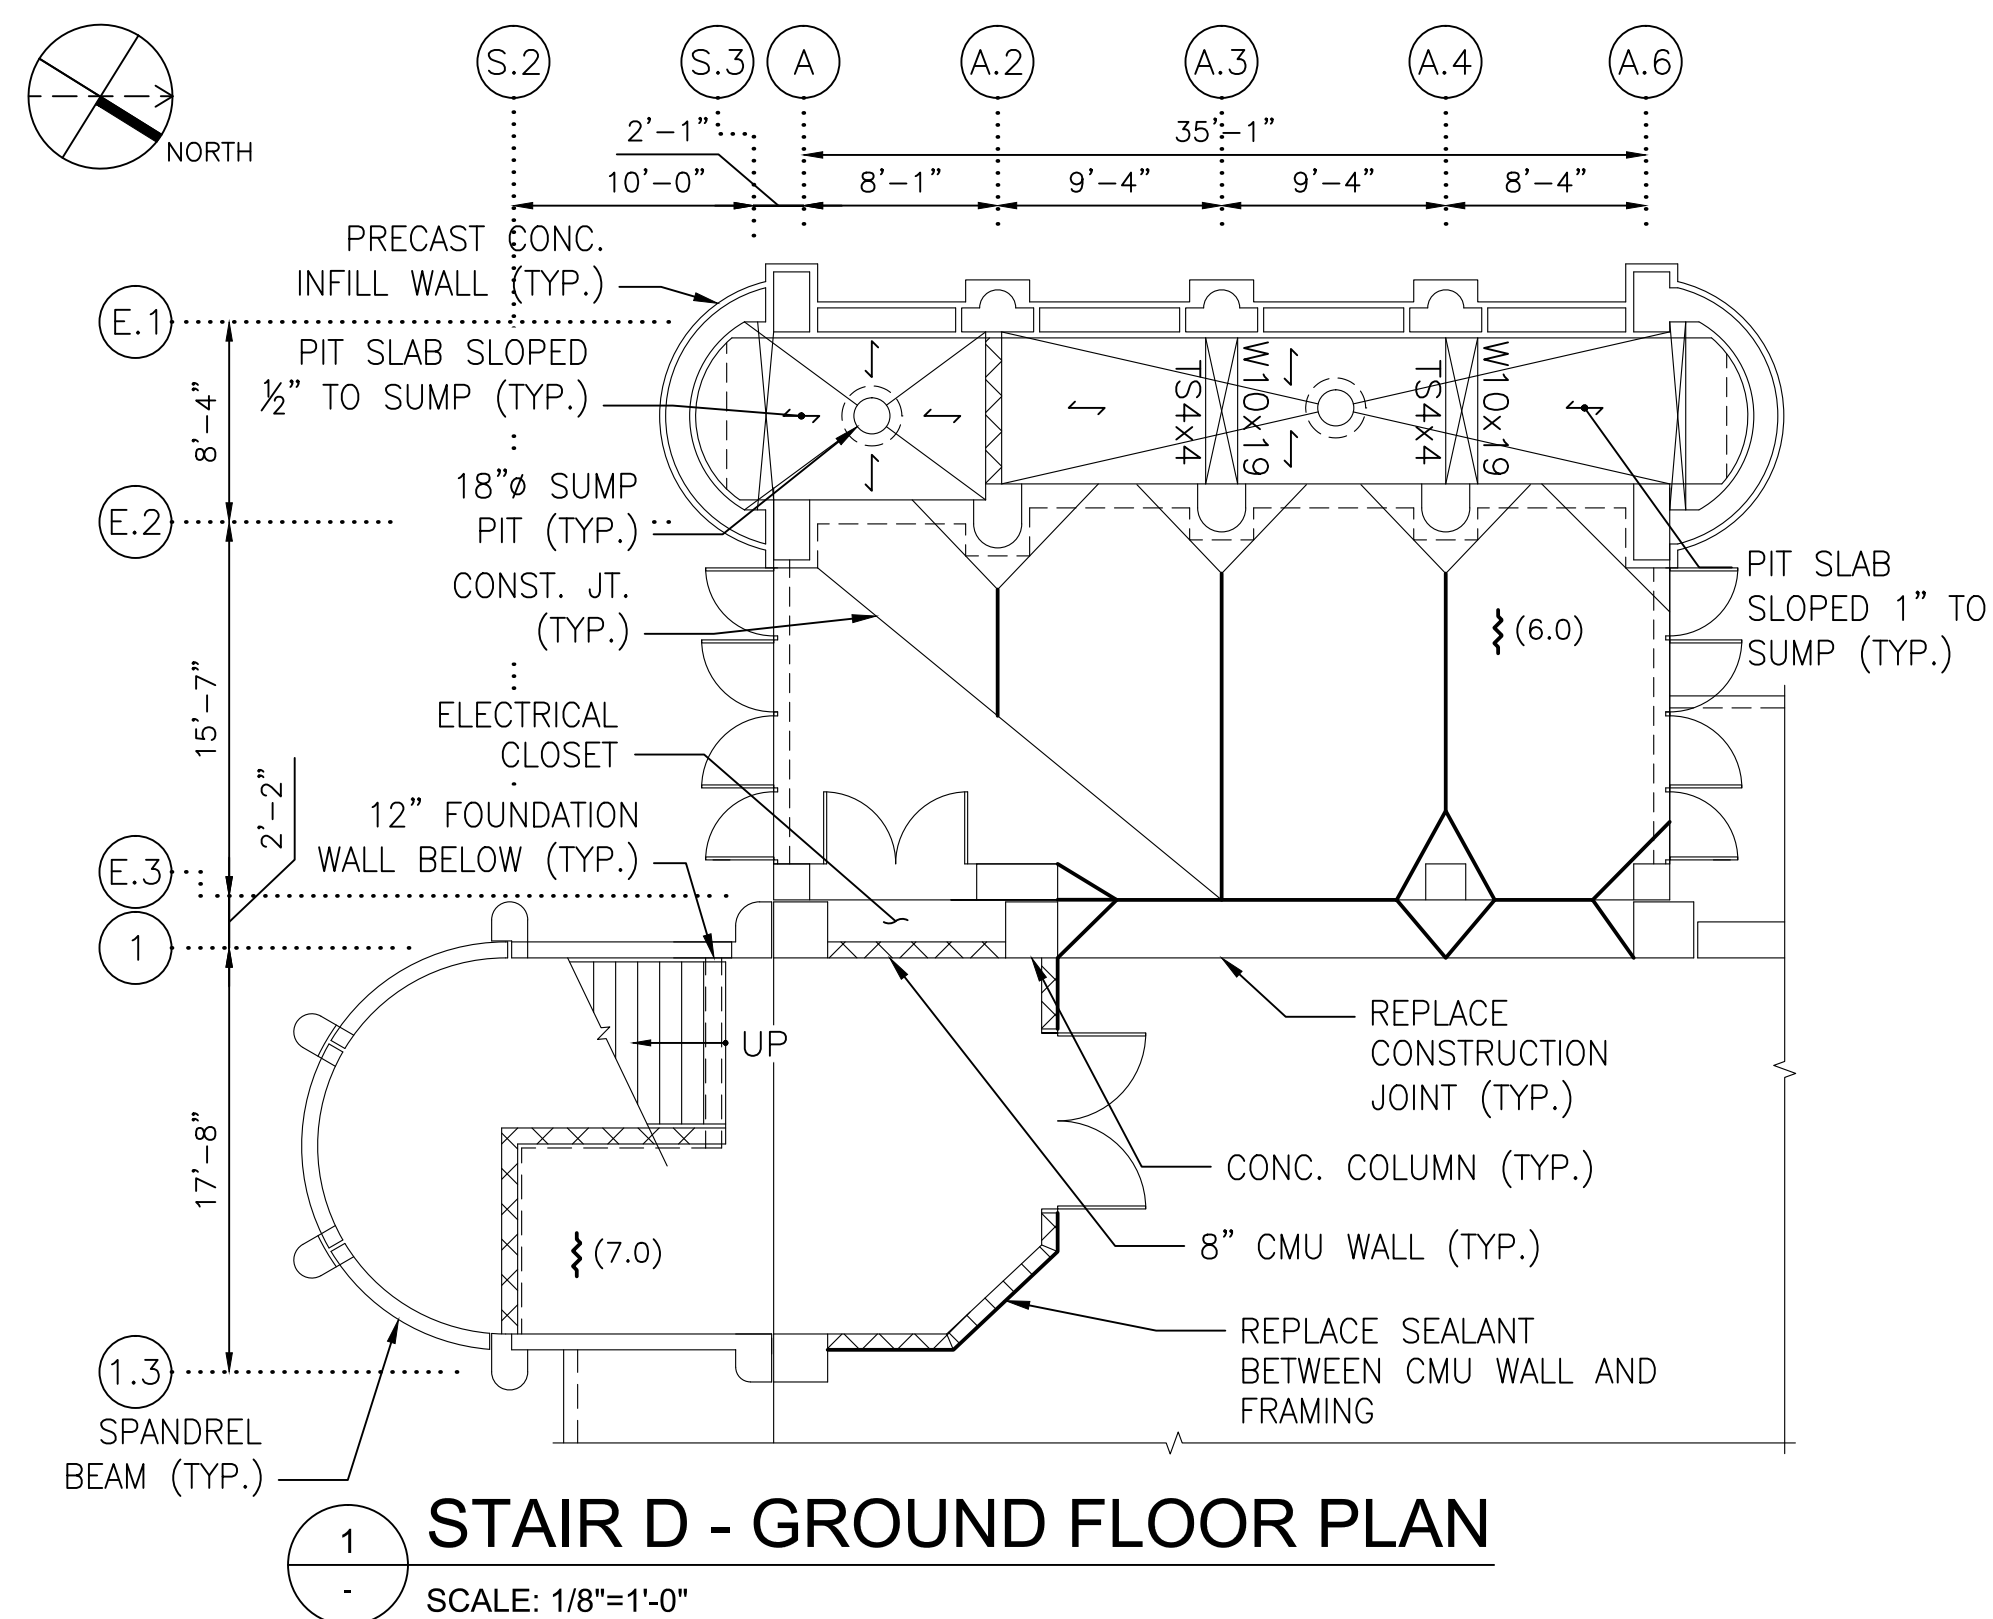 S.2
S.3
A
A.2
A.3
A.4
A.6
NORTH
2'-1"
35'-1"
10'-0"
8'-1"
9'-4"
9'-4"
8'-4"
PRECAST CONC.
INFILL WALL (TYP.)
E.1
PIT SLAB SLOPED
½" TO SUMP (TYP.)
8'-4"
TS4x4
W10x19
TS4x4
W10x19
18"ø SUMP
PIT (TYP.)
E.2
PIT SLAB
SLOPED 1" TO
SUMP (TYP.)
CONST. JT.
(TYP.)
(6.0)
15'-7"
ELECTRICAL
CLOSET
2'-2"
12" FOUNDATION
WALL BELOW (TYP.)
E.3
1
UP
REPLACE
CONSTRUCTION
JOINT (TYP.)
17'-8"
CONC. COLUMN (TYP.)
8" CMU WALL (TYP.)
(7.0)
REPLACE SEALANT
BETWEEN CMU WALL AND
FRAMING
1.3
SPANDREL
BEAM (TYP.)
1
-
STAIR D - GROUND FLOOR PLAN
SCALE: 1/8"=1'-0"